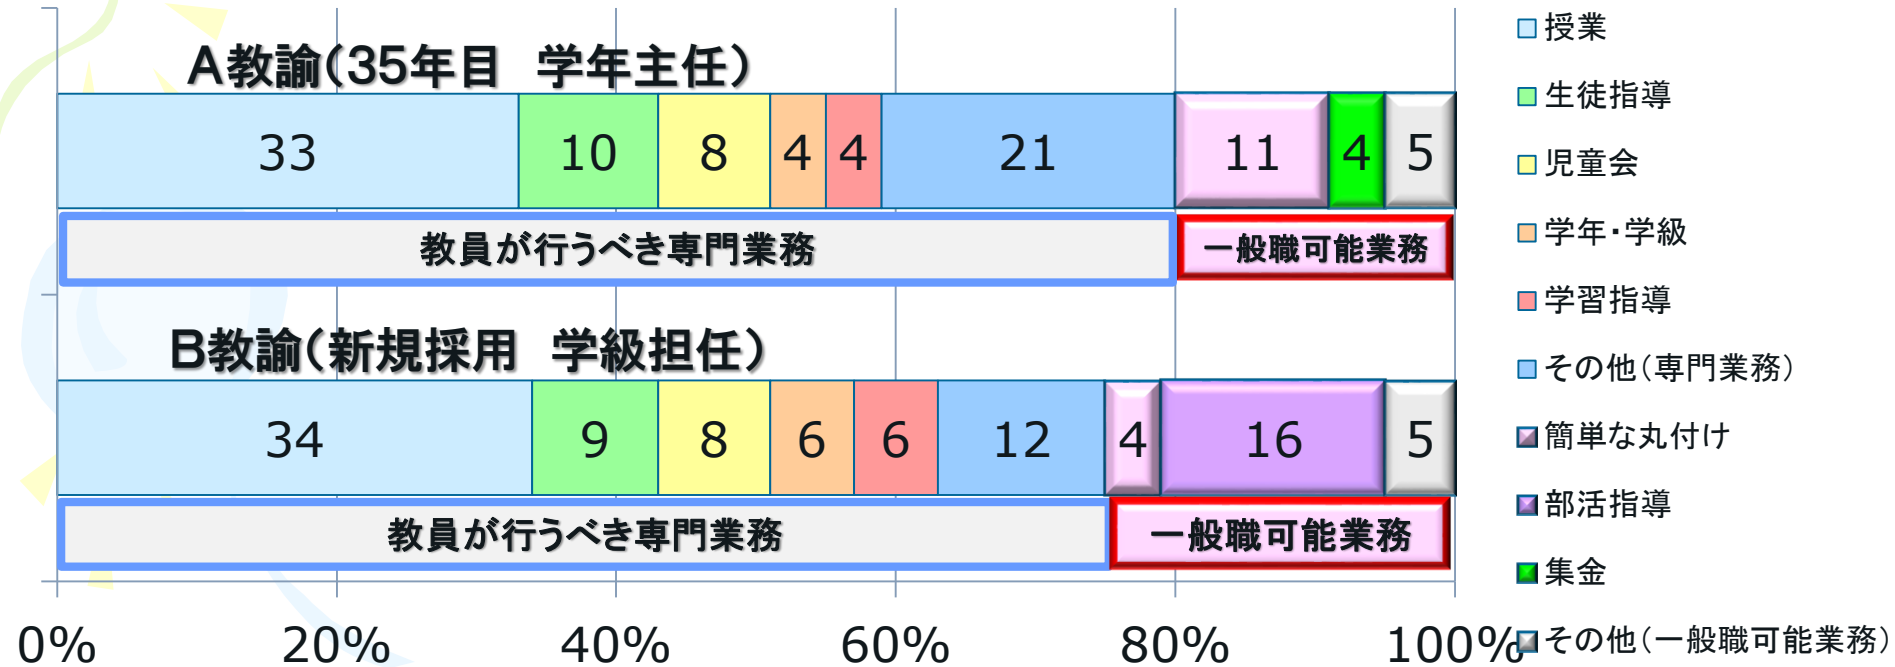 A教諭(35年目　学年主任)
33 10 8 4 4 21 11 4 5
教員が行うべき専門業務 一般職可能業務
B教諭(新規採用　学級担任)
34 9 8 6 6 12 4 16 5
教員が行うべき専門業務 一般職可能業務
0% 20% 40% 60% 80% 100%
授業
生徒指導
児童会
学年・学級
学習指導
その他(専門業務)
簡単な丸付け
部活指導
集金
その他(一般職可能業務)